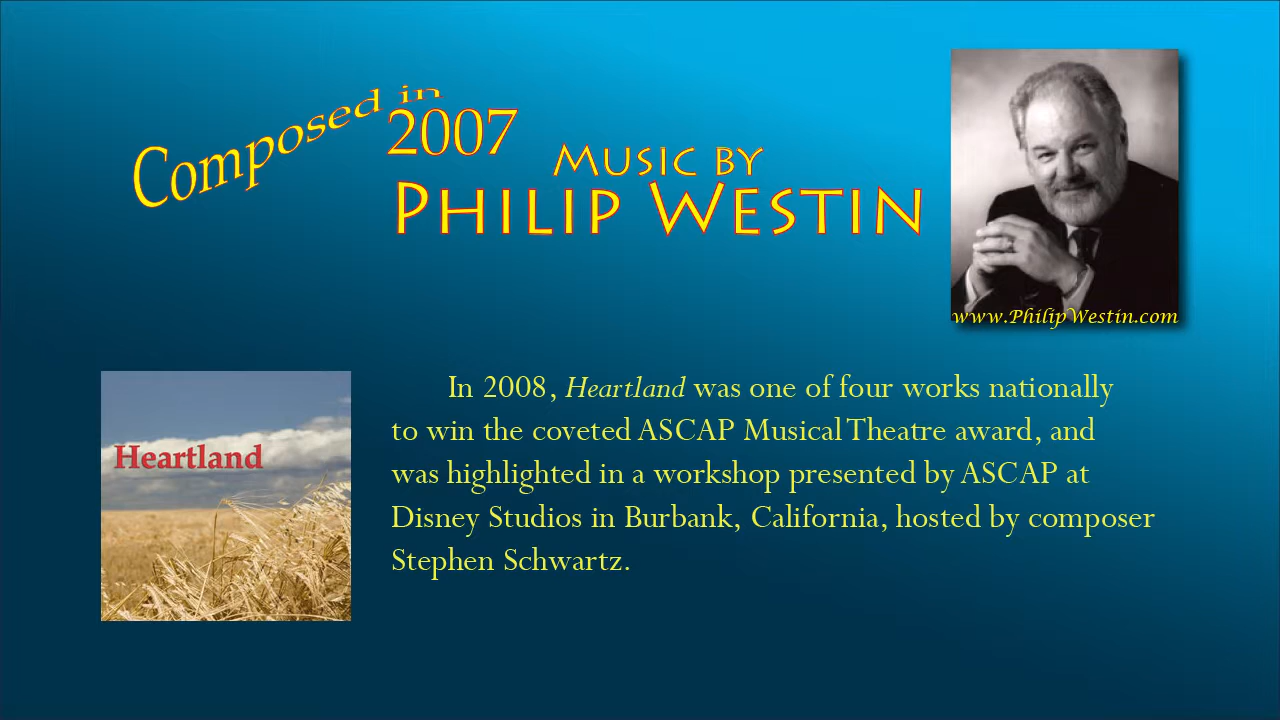 Composed in
2007
Music by
Philip Westin
www.PhilipWestin.com
Heartland
In 2008, Heartland was one of four works nationally
to win the coveted ASCAP Musical Theatre award, and
was highlighted in a workshop presented by ASCAP at
Disney Studios in Burbank, California, hosted by composer
Stephen Schwartz.